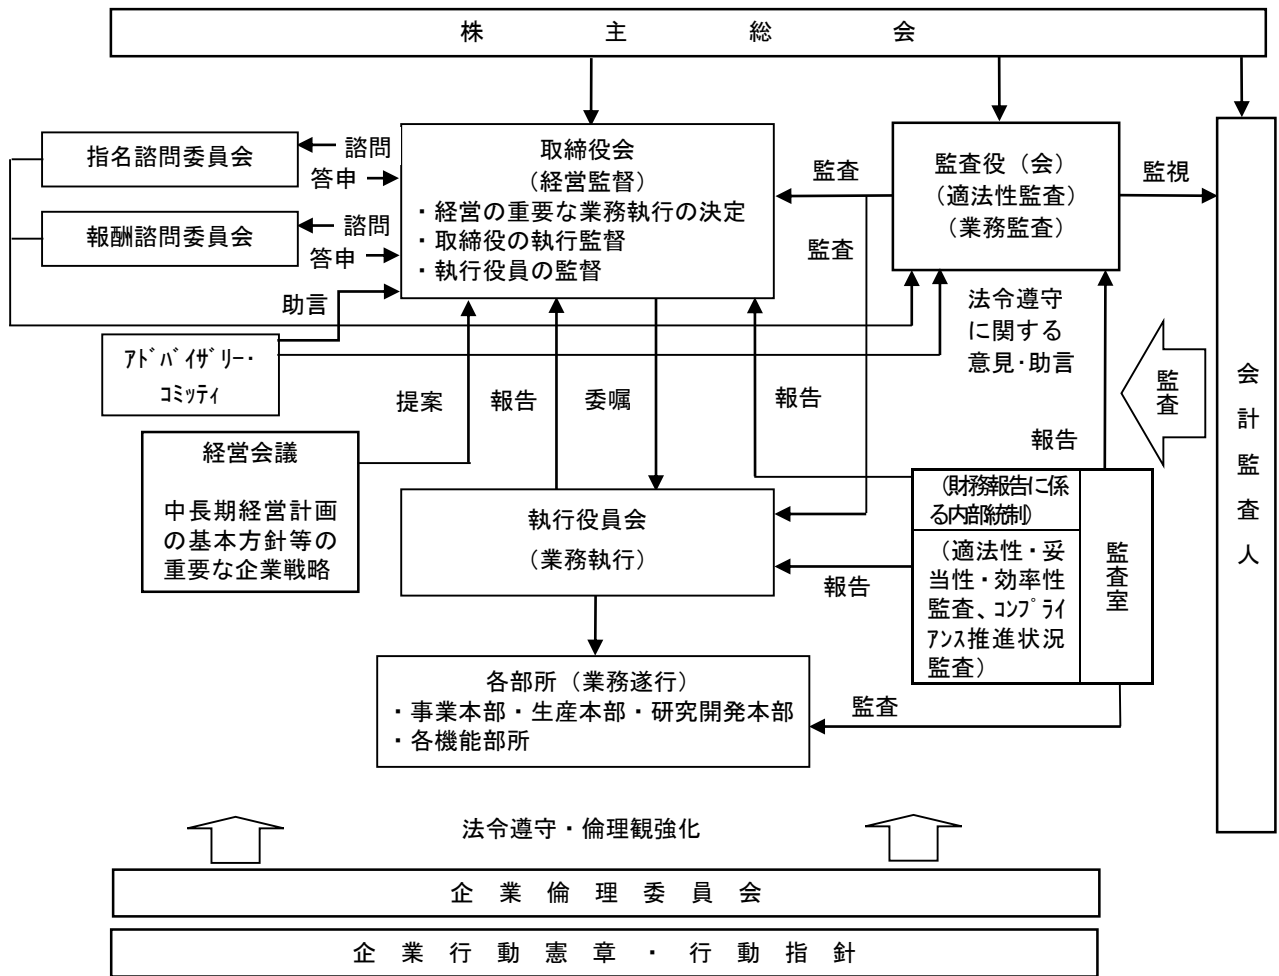 株主総会
指名諮問委員会
諮問
答申
報酬諮問委員会
諮問
答申
取締役会
（経営監督）
・経営の重要な業務執行の決定
・取締役の執行監督
・執行役員の監督
監査
監査
監査役（会）
（適法性監査）
（業務監査）
監視
助言
ｱﾄﾞﾊﾞｲｻﾞﾘｰ･
ｺﾐｯﾃｨ
法令遵守
に関する
意見･助言
監査
会計監査人
提案
報告
委嘱
報告
報告
経営会議
中長期経営計画
の基本方針等の
重要な企業戦略
執行役員会
（業務執行）
報告
（財務報告に係
る内部統制）
（適法性・妥
当性・効率性
監査、ｺﾝﾌﾟﾗｲ
ｱﾝｽ推進状況
監査）
監査室
各部所（業務遂行）
・事業本部・生産本部・研究開発本部
・各機能部所
監査
法令遵守・倫理観強化
企業倫理委員会
企業行動憲章・行動指針